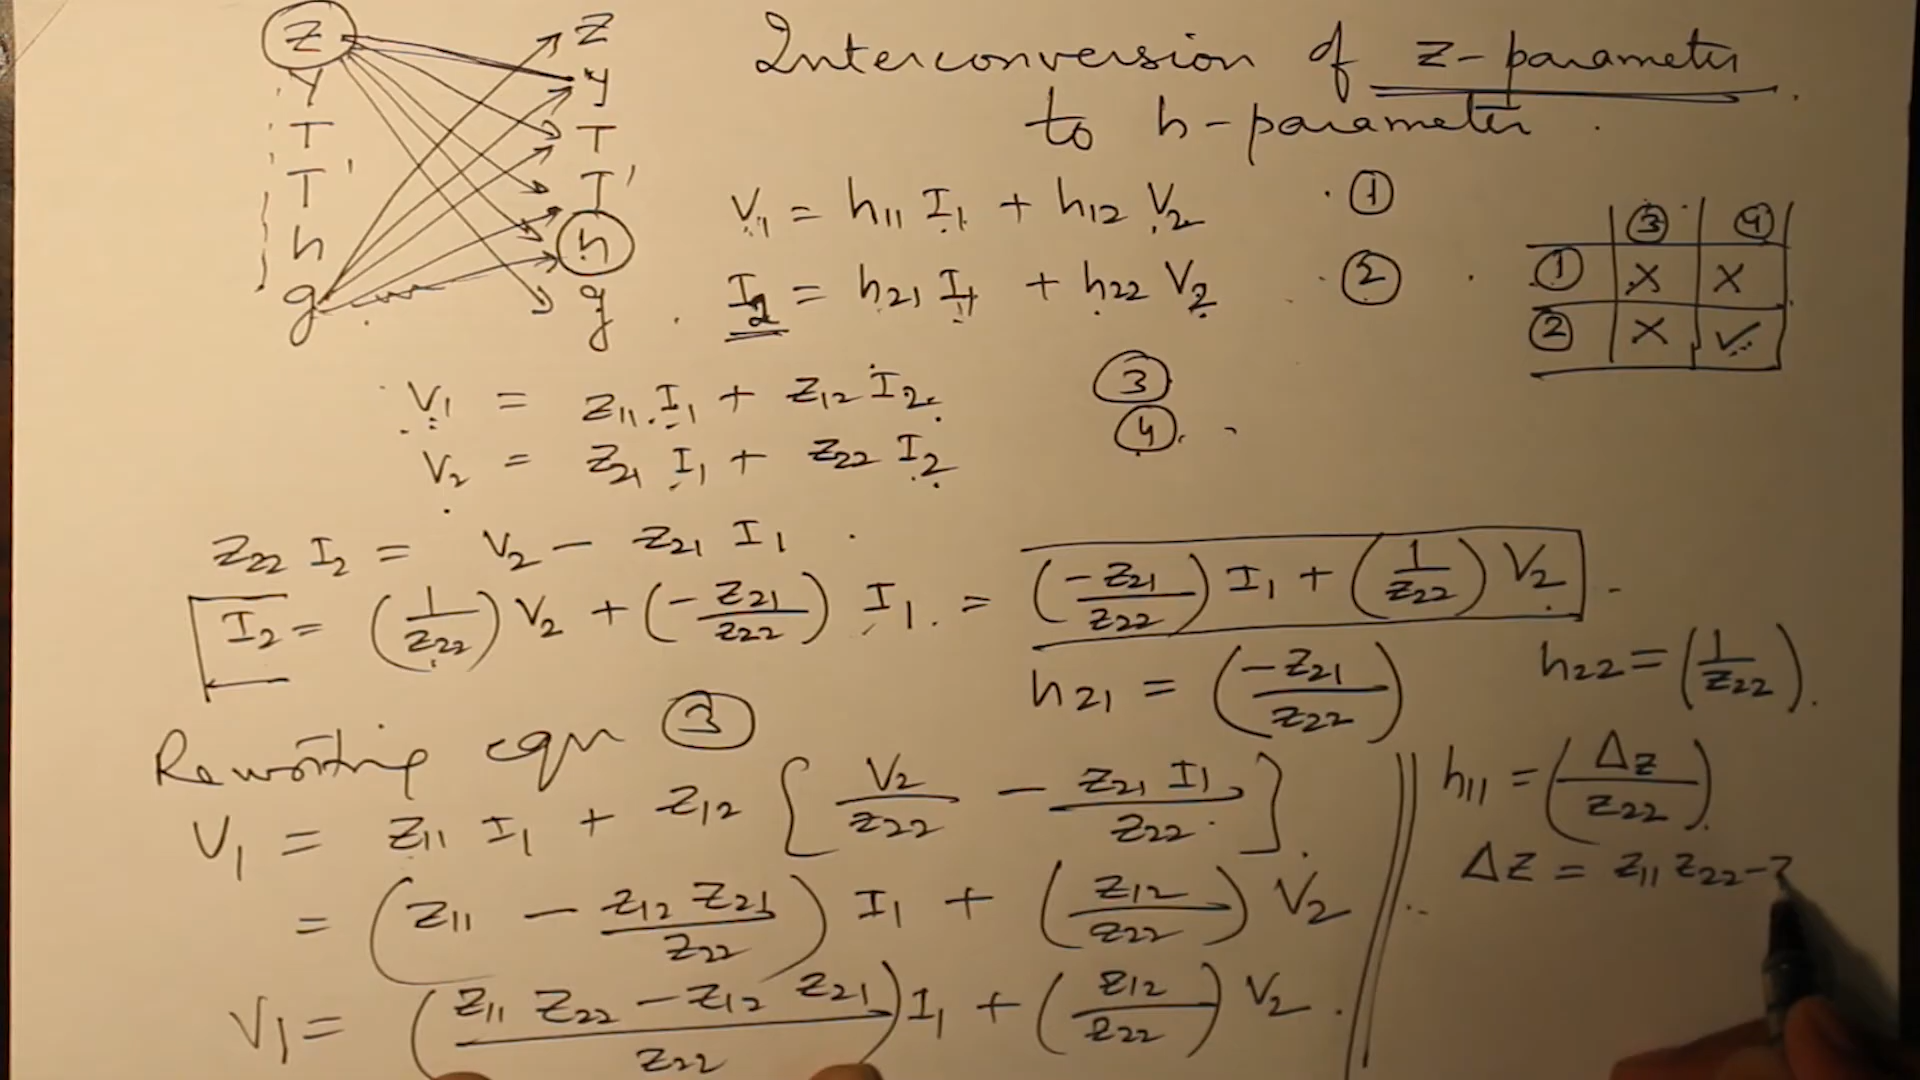 Interconversion of z-parameter
to h-parameter.
Z Z
Y Y
T T
T' T'
h h
g g
V₁ = h₁₁ I₁ + h₁₂ V₂ ①
I₂ = h₂₁ I₁ + h₂₂ V₂ ②
③ ④
① × ×
② × ✓
V₁ = Z₁₁ I₁ + Z₁₂ I₂ ③
V₂ = Z₂₁ I₁ + Z₂₂ I₂ ④
Z₂₂ I₂ = V₂ - Z₂₁ I₁
I₂ = (1/Z₂₂) V₂ + (-Z₂₁/Z₂₂) I₁ = (-Z₂₁/Z₂₂) I₁ + (1/Z₂₂) V₂
h₂₁ = (-Z₂₁/Z₂₂) h₂₂ = (1/Z₂₂)
Rewriting eqn ③
V₁ = Z₁₁ I₁ + Z₁₂ [V₂/Z₂₂ - Z₂₁ I₁/Z₂₂]
= (Z₁₁ - Z₁₂ Z₂₁/Z₂₂) I₁ + (Z₁₂/Z₂₂) V₂
V₁ = (Z₁₁ Z₂₂ - Z₁₂ Z₂₁/Z₂₂) I₁ + (Z₁₂/Z₂₂) V₂
h₁₁ = (ΔZ/Z₂₂)
ΔZ = Z₁₁ Z₂₂ -